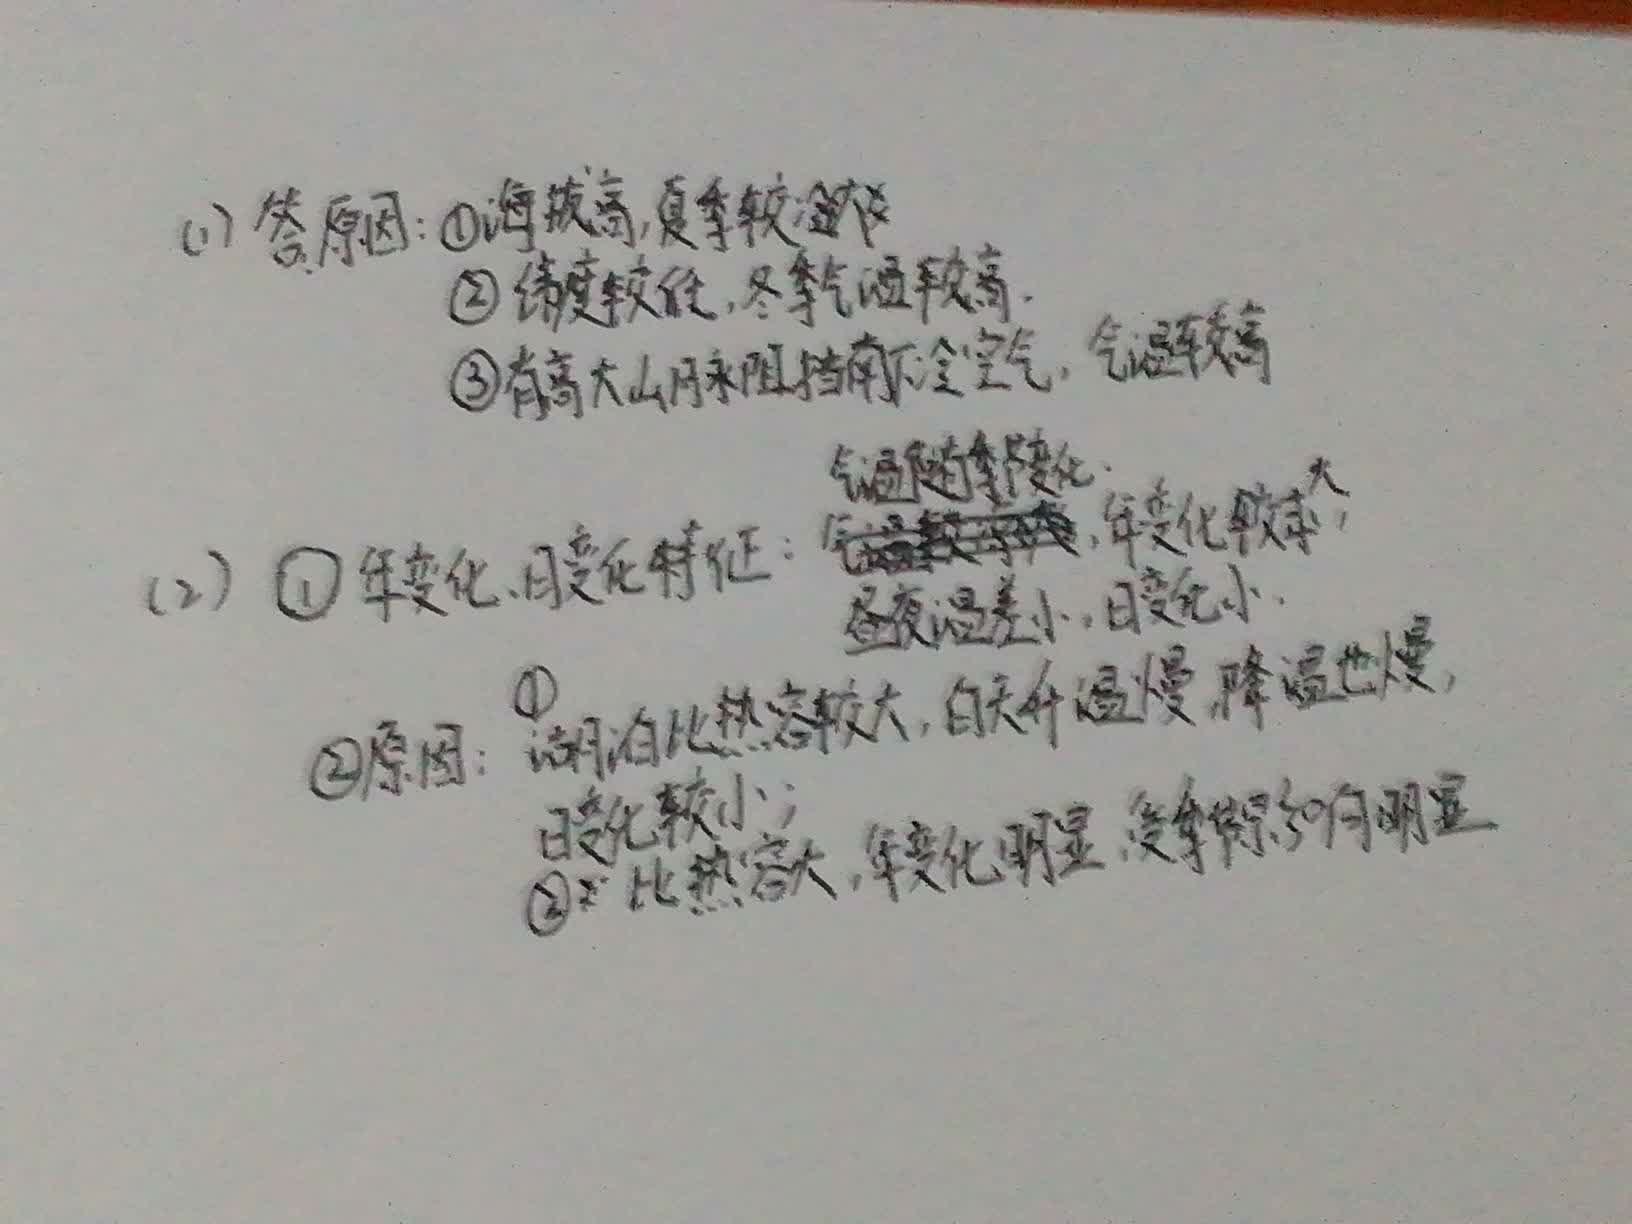 (1) 答原因：①海拔高，夏季较凉
②纬度较低，冬季气温较高．
③有高大山脉阻挡南下冷空气，气温较高
气温随季节变化．
(2) ①年变化、日变化特征： ，年变化较大；
昼夜温差小，日变化小．
①
②原因：湖泊比热容较大，白天升温慢，降温也慢，
日变化较小；
②比热容大，年变化明显，受季节影响明显